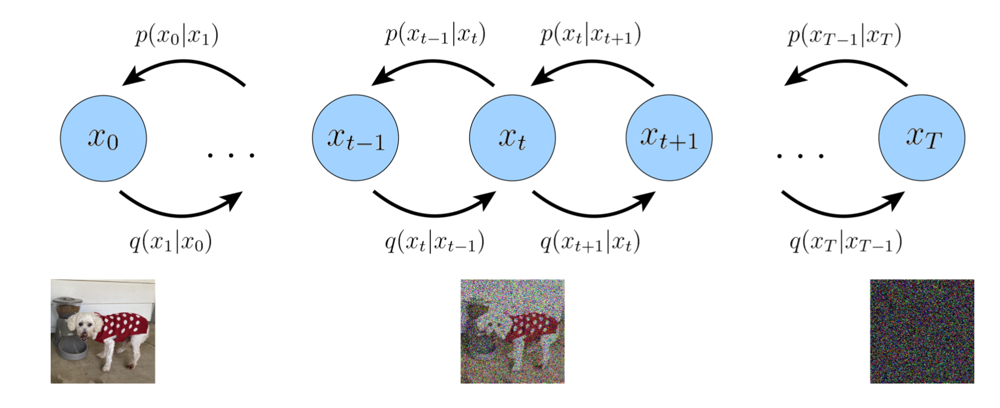 p(x_0|x_1) p(x_{t-1}|x_t) p(x_t|x_{t+1}) p(x_{T-1}|x_T)
x_0 . . . x_{t-1} x_t x_{t+1} . . . x_T
q(x_1|x_0) q(x_t|x_{t-1}) q(x_{t+1}|x_t) q(x_T|x_{T-1})